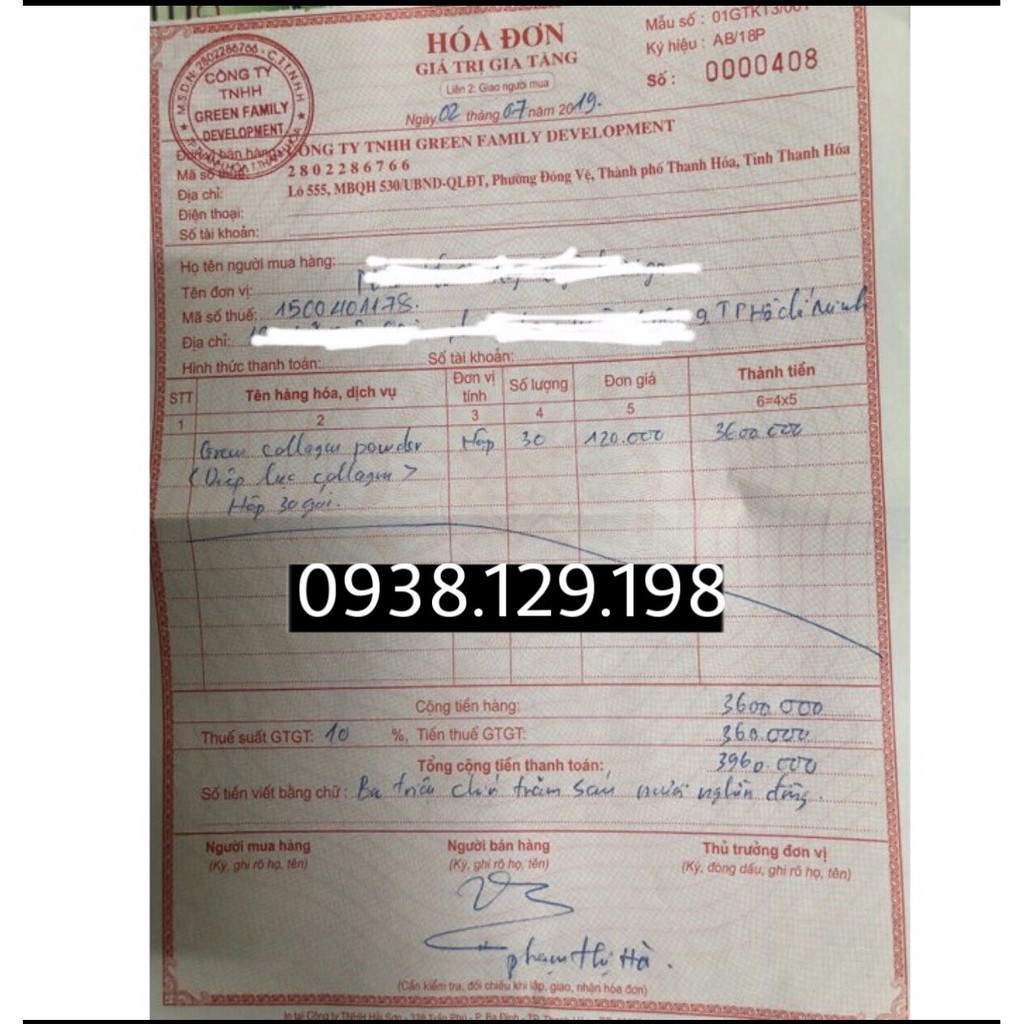 HÓA ĐƠN
GIÁ TRỊ GIA TĂNG
Liên 2: Giao người mua
Ngày 02 tháng 07 năm 2019.
Mẫu số : 01GTKT3/001
Ký hiệu : AB/18P
Số : 0000408
M.S.D.N: 2802286766 - C.T.T.N.H.H
CÔNG TY
TNHH
GREEN FAMILY
DEVELOPMENT
Đơn vị bán hàng: CÔNG TY TNHH GREEN FAMILY DEVELOPMENT
Mã số thuế: 2802286766
Địa chỉ: Lô 555, MBQH 530/UBND-QLĐT, Phường Đông Vệ, Thành phố Thanh Hóa, Tỉnh Thanh Hóa
Điện thoại:
Số tài khoản:
Họ tên người mua hàng:
Tên đơn vị:
Mã số thuế: 1500401178.
Địa chỉ: TP Hồ Chí Minh
Hình thức thanh toán: Số tài khoản:
STT Tên hàng hóa, dịch vụ Đơn vị tính Số lượng Đơn giá Thành tiền
1 2 3 4 5 6=4x5
Green collagen powder Hộp 30 120.000 3600.000
(Diệp lục collagen)
Hộp 30 gói.
0938.129.198
Cộng tiền hàng: 3600.000
Thuế suất GTGT: 10 %, Tiền thuế GTGT: 360.000
Tổng cộng tiền thanh toán: 3960.000
Số tiền viết bằng chữ : Ba triệu chín trăm sáu mươi nghìn đồng.
Người mua hàng Người bán hàng Thủ trưởng đơn vị
(Ký, ghi rõ họ, tên) (Ký, ghi rõ họ, tên) (Ký, đóng dấu, ghi rõ họ, tên)
Phạm Thị Hà.
(Cần kiểm tra, đối chiếu khi lập, giao, nhận hóa đơn)